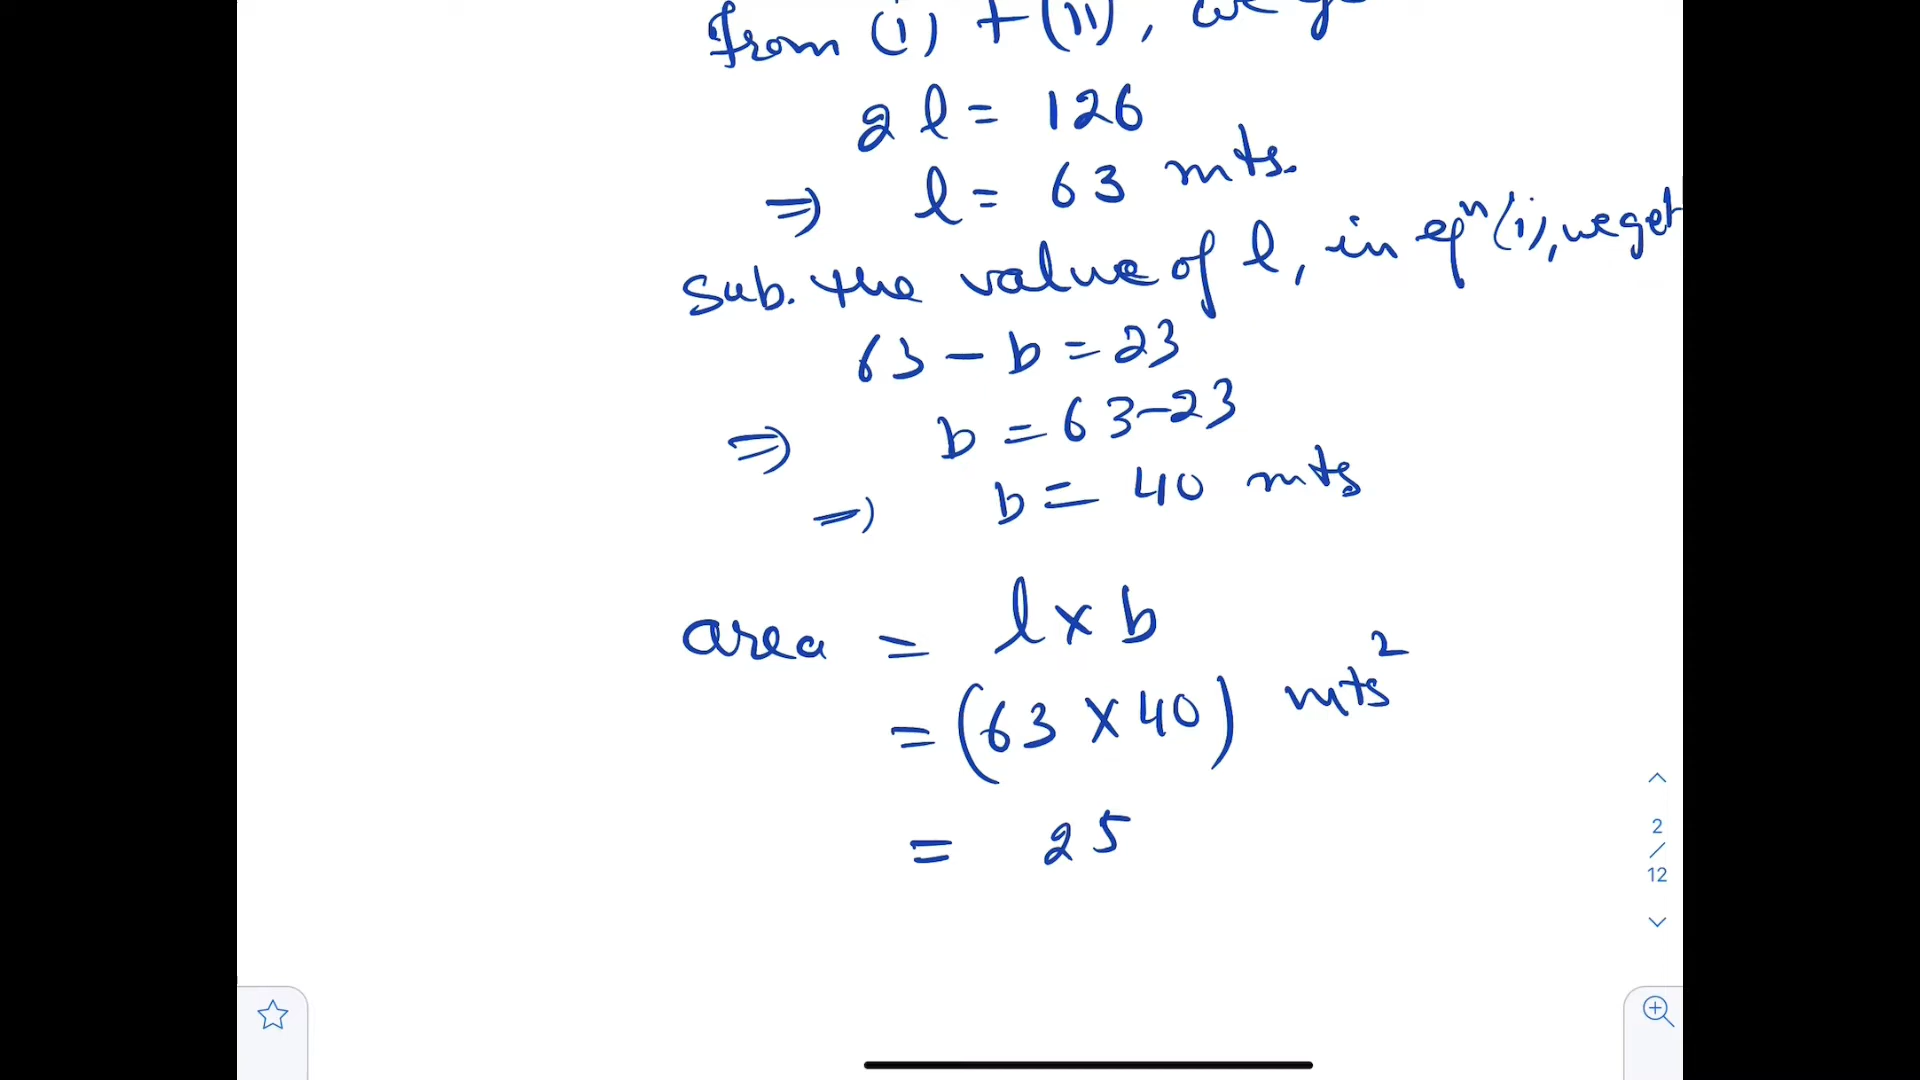 from (i) + (ii), we ge
2l = 126
⇒ l = 63 mts.
Sub. the value of l, in eqⁿ (i), we get
63 - b = 23
⇒ b = 63-23
⇒ b = 40 mts
area = l × b
= (63 × 40) mts²
= 25
2
/
12